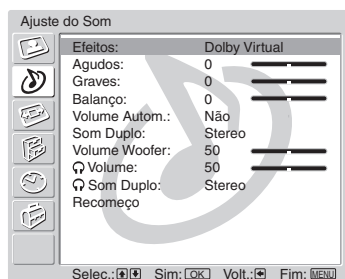 Ajuste do Som
Efeitos: Dolby Virtual
Agudos: 0
Graves: 0
Balanço: 0
Volume Autom.: Não
Som Duplo: Stereo
Volume Woofer: 50
Volume: 50
Som Duplo: Stereo
Recomeço
Selec.: Sim: OK Volt.: Fim: MENU